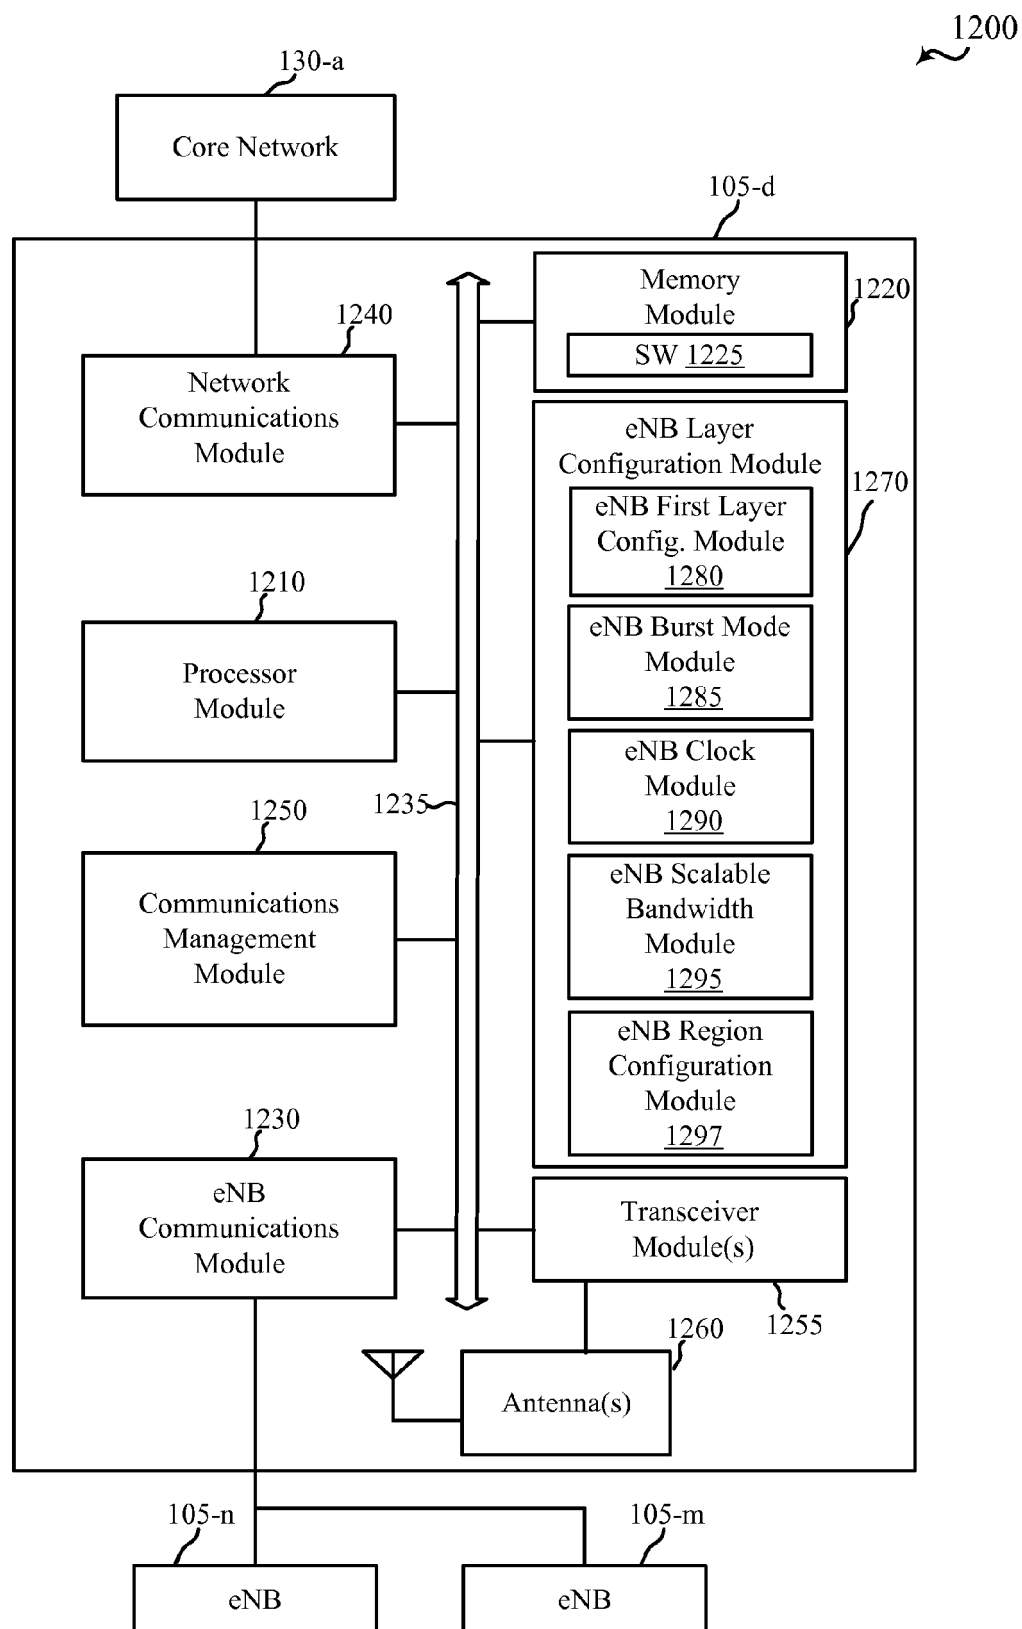 1200
130-a
Core Network
105-d
Memory
Module
SW 1225
1220
1240
Network
Communications
Module
eNB Layer
Configuration Module
1270
eNB First Layer
Config. Module
1280
1210
Processor
Module
eNB Burst Mode
Module
1285
eNB Clock
Module
1290
1235
1250
Communications
Management
Module
eNB Scalable
Bandwidth
Module
1295
eNB Region
Configuration
Module
1297
1230
eNB
Communications
Module
Transceiver
Module(s)
1255
1260
Antenna(s)
105-n
105-m
eNB
eNB